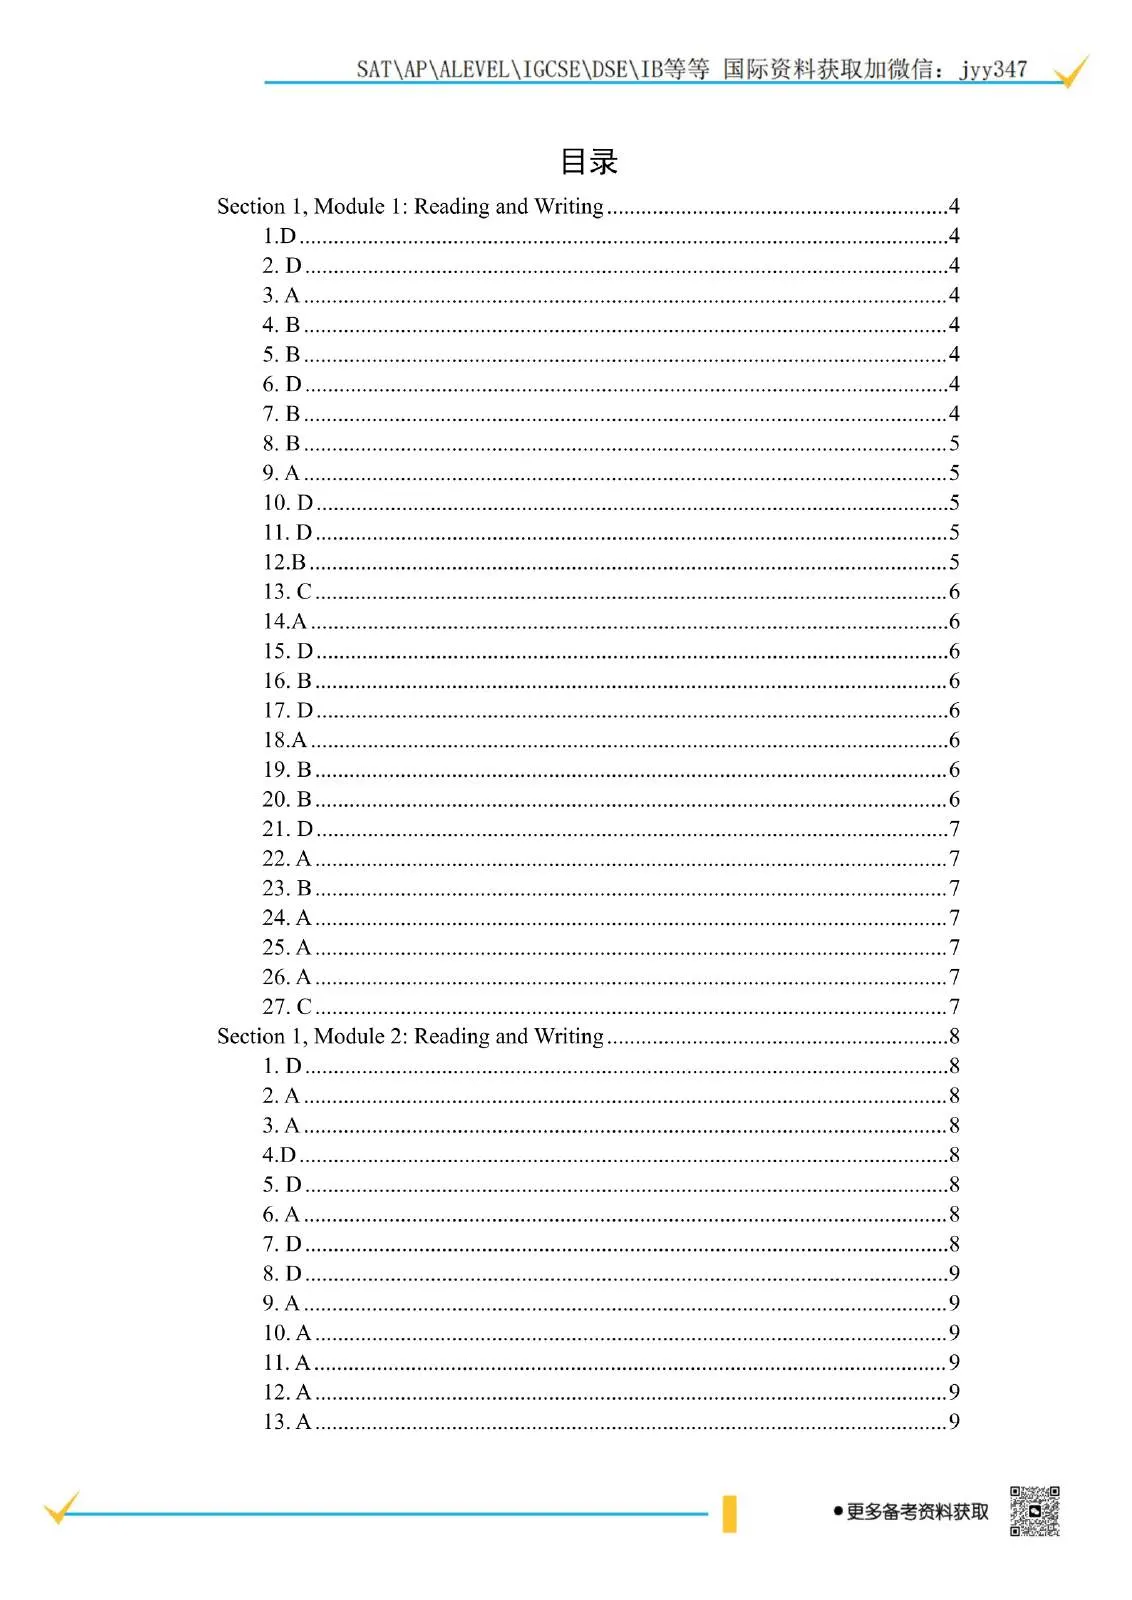 SAT\AP\ALEVEL\IGCSE\DSE\IB等等 国际资料获取加微信：jyy347
目录
Section 1, Module 1: Reading and Writing............................................................4
1.D....................................................................................................................4
2. D...................................................................................................................4
3. A...................................................................................................................4
4. B...................................................................................................................4
5. B...................................................................................................................4
6. D...................................................................................................................4
7. B...................................................................................................................4
8. B...................................................................................................................5
9. A...................................................................................................................5
10. D.................................................................................................................5
11. D.................................................................................................................5
12.B..................................................................................................................5
13. C.................................................................................................................6
14.A..................................................................................................................6
15. D.................................................................................................................6
16. B.................................................................................................................6
17. D.................................................................................................................6
18.A..................................................................................................................6
19. B.................................................................................................................6
20. B.................................................................................................................6
21. D.................................................................................................................7
22. A.................................................................................................................7
23. B.................................................................................................................7
24. A.................................................................................................................7
25. A.................................................................................................................7
26. A.................................................................................................................7
27. C.................................................................................................................7
Section 1, Module 2: Reading and Writing............................................................8
1. D...................................................................................................................8
2. A...................................................................................................................8
3. A...................................................................................................................8
4.D....................................................................................................................8
5. D...................................................................................................................8
6. A...................................................................................................................8
7. D...................................................................................................................8
8. D...................................................................................................................9
9. A...................................................................................................................9
10. A.................................................................................................................9
11. A.................................................................................................................9
12. A.................................................................................................................9
13. A.................................................................................................................9
●更多备考资料获取